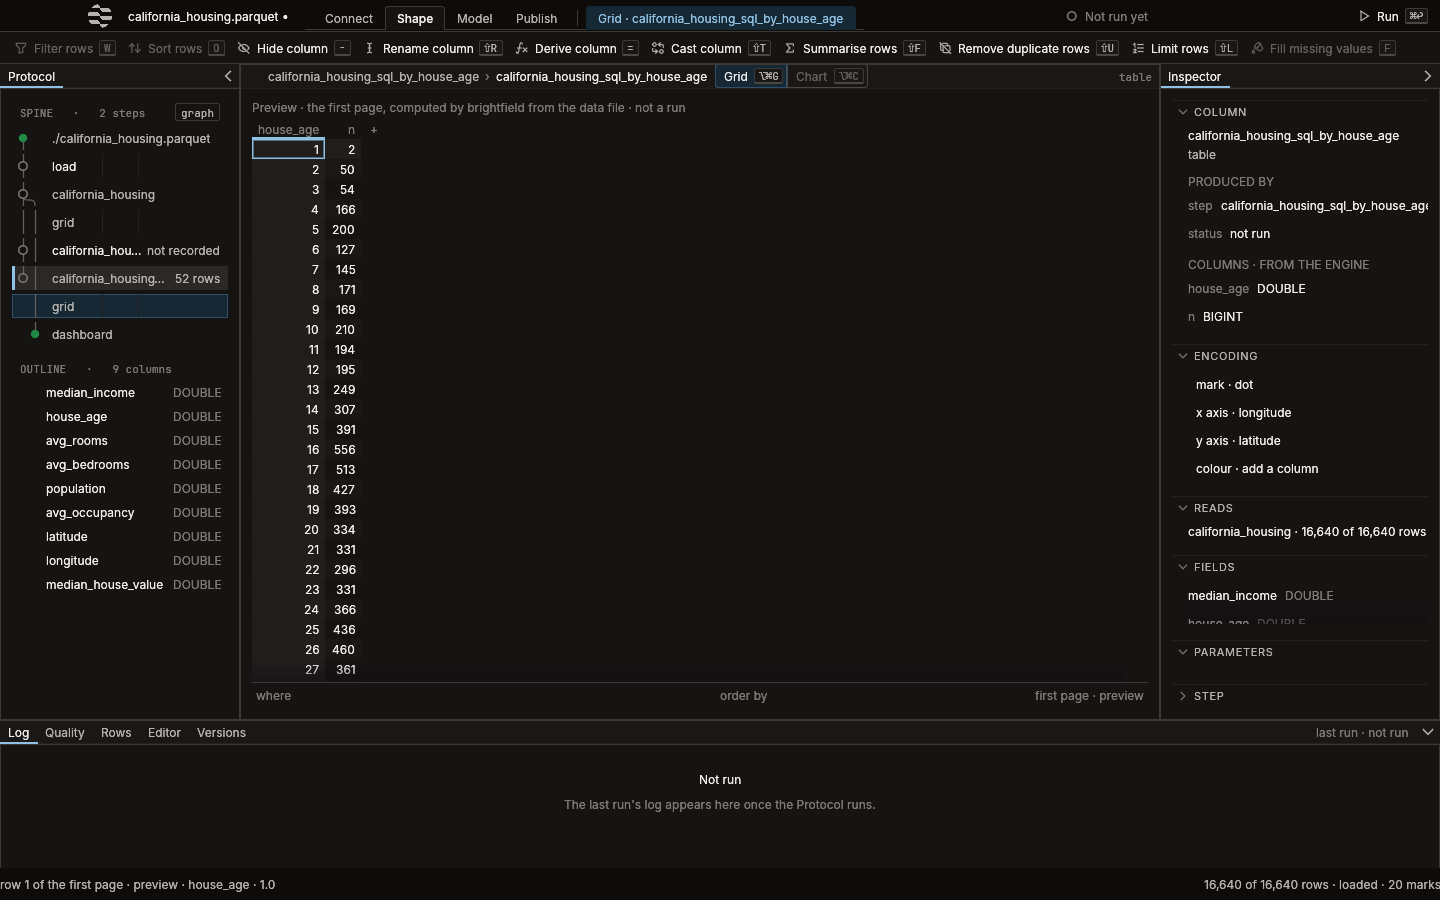 california_housing.parquet •
Connect
Shape
Model
Publish
Grid · california_housing_sql_by_house_age
Not run yet
Run ⌘⏎
Filter rows W
Sort rows O
Hide column -
Rename column ⇧R
Derive column =
Cast column ⇧T
Summarise rows ⇧F
Remove duplicate rows ⇧U
Limit rows ⇧L
Fill missing values F
Protocol
SPINE · 2 steps
graph
./california_housing.parquet
load
california_housing
grid
california_hou... not recorded
california_housing... 52 rows
grid
dashboard
OUTLINE · 9 columns
median_income DOUBLE
house_age DOUBLE
avg_rooms DOUBLE
avg_bedrooms DOUBLE
population DOUBLE
avg_occupancy DOUBLE
latitude DOUBLE
longitude DOUBLE
median_house_value DOUBLE
california_housing_sql_by_house_age › california_housing_sql_by_house_age
Grid ⌥⌘G
Chart ⌥⌘C
table
Preview · the first page, computed by brightfield from the data file · not a run
house_age n +
1 2
2 50
3 54
4 166
5 200
6 127
7 145
8 171
9 169
10 210
11 194
12 195
13 249
14 307
15 391
16 556
17 513
18 427
19 393
20 334
21 331
22 296
23 331
24 366
25 436
26 460
27 361
where
order by
first page · preview
Inspector
COLUMN
california_housing_sql_by_house_age
table
PRODUCED BY
step california_housing_sql_by_house_age
status not run
COLUMNS · FROM THE ENGINE
house_age DOUBLE
n BIGINT
ENCODING
mark · dot
x axis · longitude
y axis · latitude
colour · add a column
READS
california_housing · 16,640 of 16,640 rows
FIELDS
median_income DOUBLE
house_age DOUBLE
PARAMETERS
STEP
Log
Quality
Rows
Editor
Versions
last run · not run
Not run
The last run's log appears here once the Protocol runs.
row 1 of the first page · preview · house_age · 1.0
16,640 of 16,640 rows · loaded · 20 marks